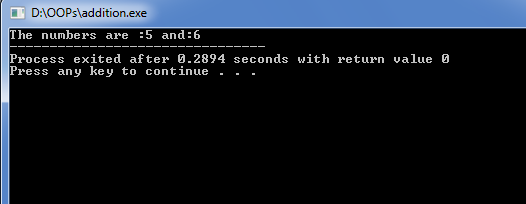 D:\OOPs\addition.exe
The numbers are :5 and:6
--------------------------------
Process exited after 0.2894 seconds with return value 0
Press any key to continue . . .